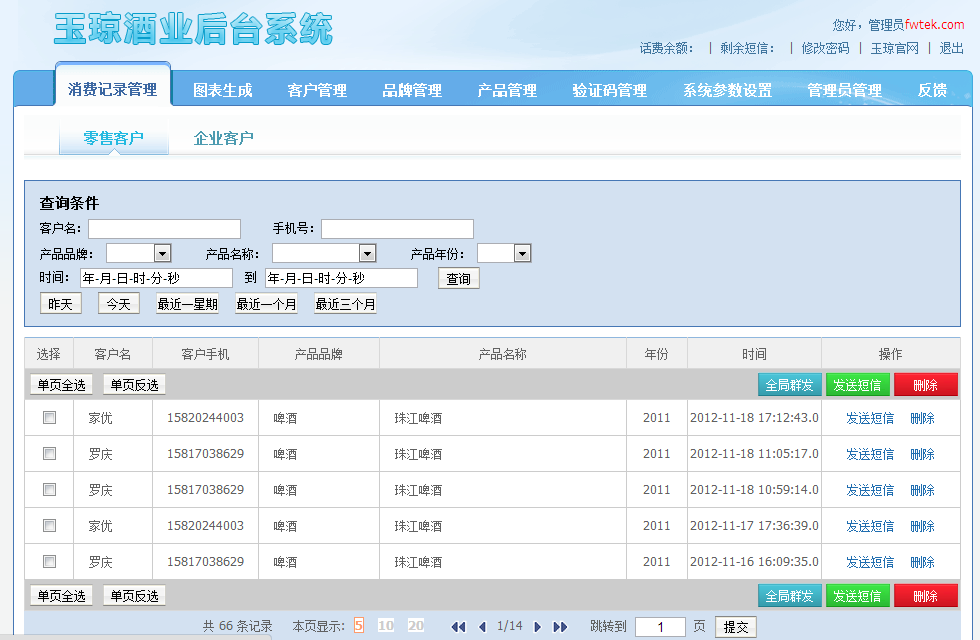 玉琼酒业后台系统
您好，管理员fwtek.com
话费余额： | 剩余短信： | 修改密码 | 玉琼官网 | 退出
消费记录管理 图表生成 客户管理 品牌管理 产品管理 验证码管理 系统参数设置 管理员管理 反馈
零售客户 企业客户
查询条件
客户名： 手机号：
产品品牌： 产品名称： 产品年份：
时间： 年-月-日-时-分-秒 到 年-月-日-时-分-秒 查询
昨天 今天 最近一星期 最近一个月 最近三个月
选择 客户名 客户手机 产品品牌 产品名称 年份 时间 操作
单页全选 单页反选 全局群发 发送短信 删除
家优 15820244003 啤酒 珠江啤酒 2011 2012-11-18 17:12:43.0 发送短信 删除
罗庆 15817038629 啤酒 珠江啤酒 2011 2012-11-18 11:05:17.0 发送短信 删除
罗庆 15817038629 啤酒 珠江啤酒 2011 2012-11-18 10:59:14.0 发送短信 删除
家优 15820244003 啤酒 珠江啤酒 2011 2012-11-17 17:36:39.0 发送短信 删除
罗庆 15817038629 啤酒 珠江啤酒 2011 2012-11-16 16:09:35.0 发送短信 删除
单页全选 单页反选 全局群发 发送短信 删除
共 66 条记录 本页显示: 5 10 20 1/14 跳转到 1 页 提交